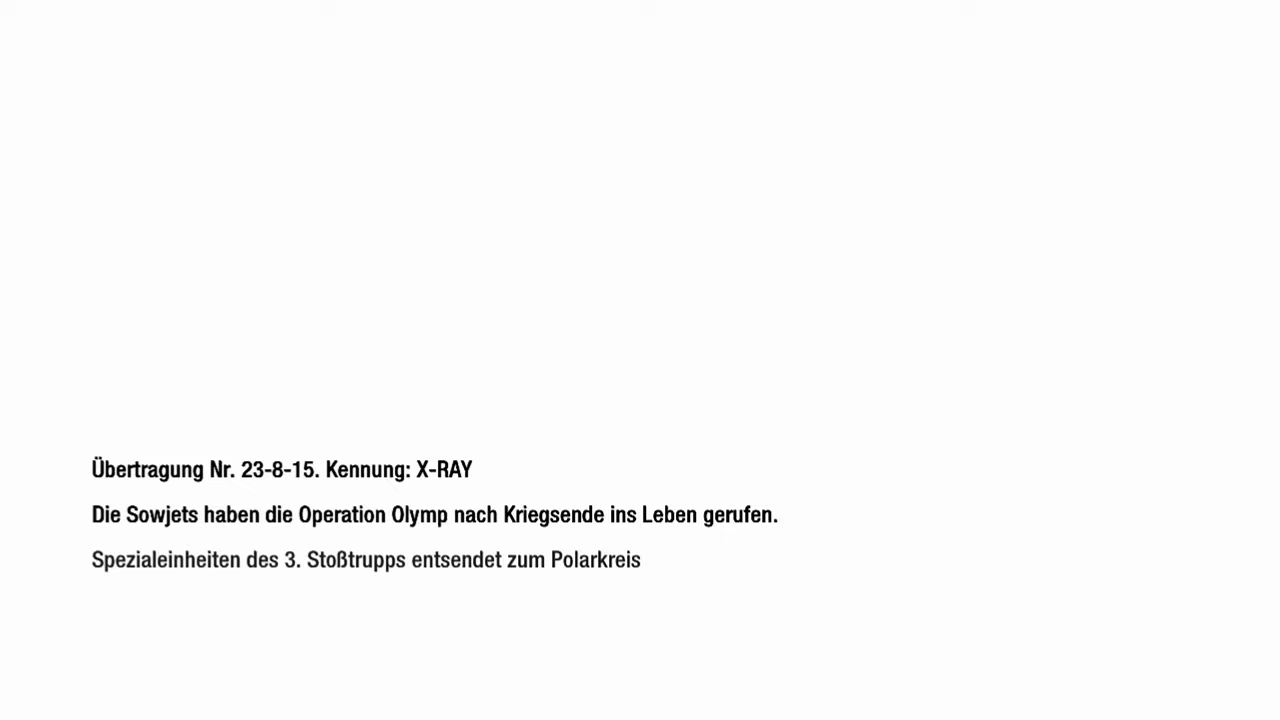 Übertragung Nr. 23-8-15. Kennung: X-RAY
Die Sowjets haben die Operation Olymp nach Kriegsende ins Leben gerufen.
Spezialeinheiten des 3. Stoßtrupps entsendet zum Polarkreis